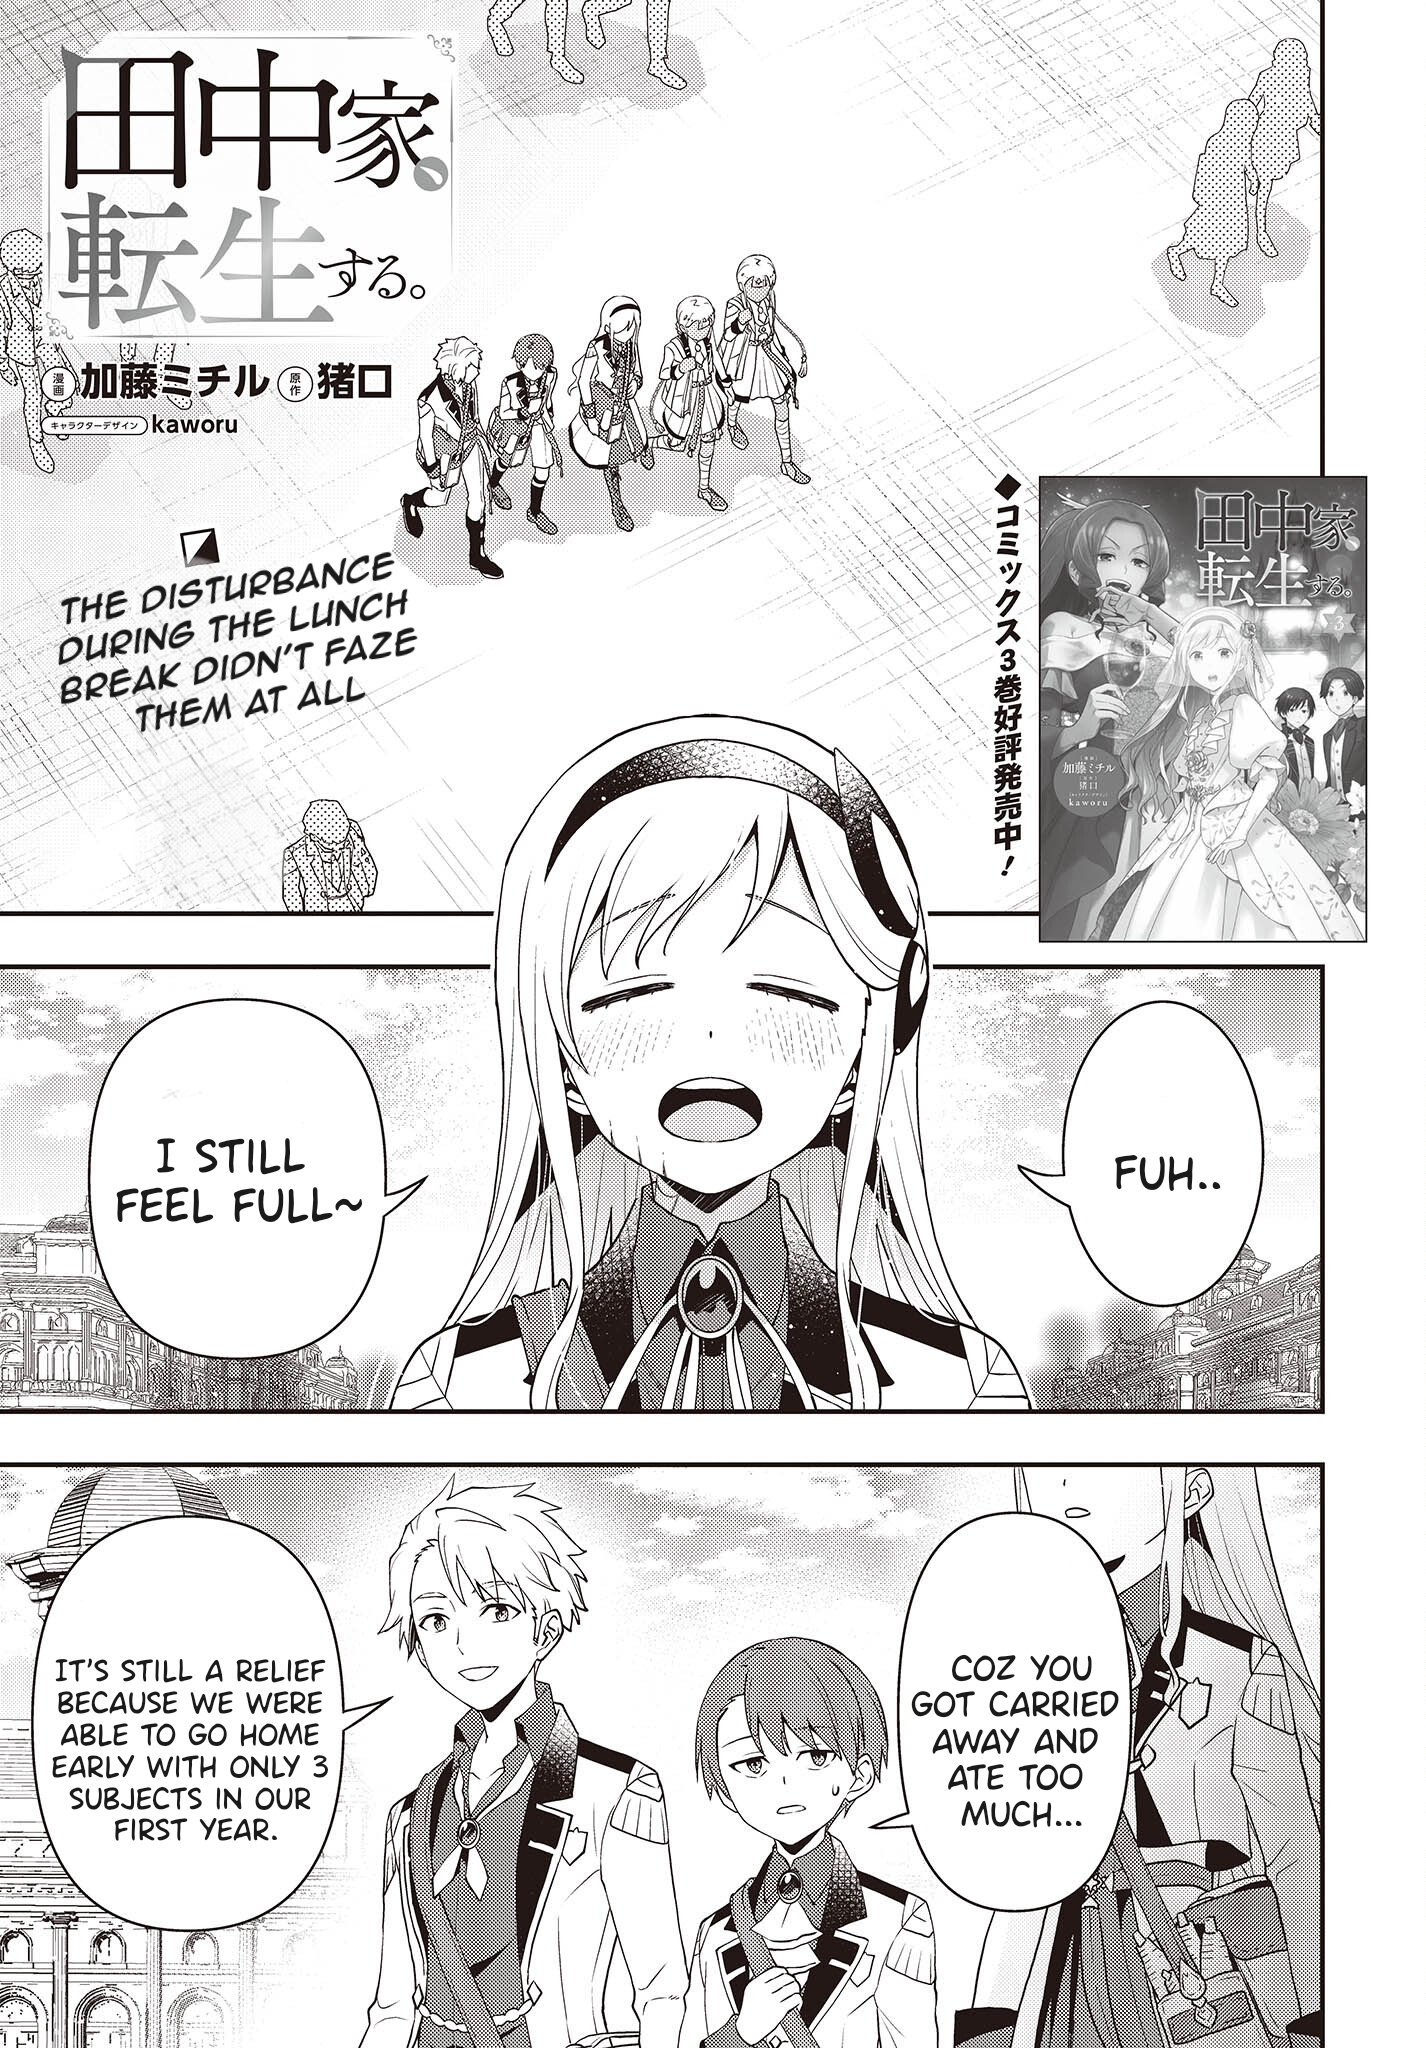 田中家、
転生する。
漫画 加藤ミチル 原作 猪口
キャラクターデザイン kaworu
THE DISTURBANCE
DURING THE LUNCH
BREAK DIDN'T FAZE
THEM AT ALL
◆コミックス3巻好評発売中!
田中家、
転生する。
3
加藤ミチル
猪口
kaworu
FUH..
I STILL
FEEL FULL~
COZ YOU
GOT CARRIED
AWAY AND
ATE TOO
MUCH...
IT'S STILL A RELIEF
BECAUSE WE WERE
ABLE TO GO HOME
EARLY WITH ONLY 3
SUBJECTS IN OUR
FIRST YEAR.